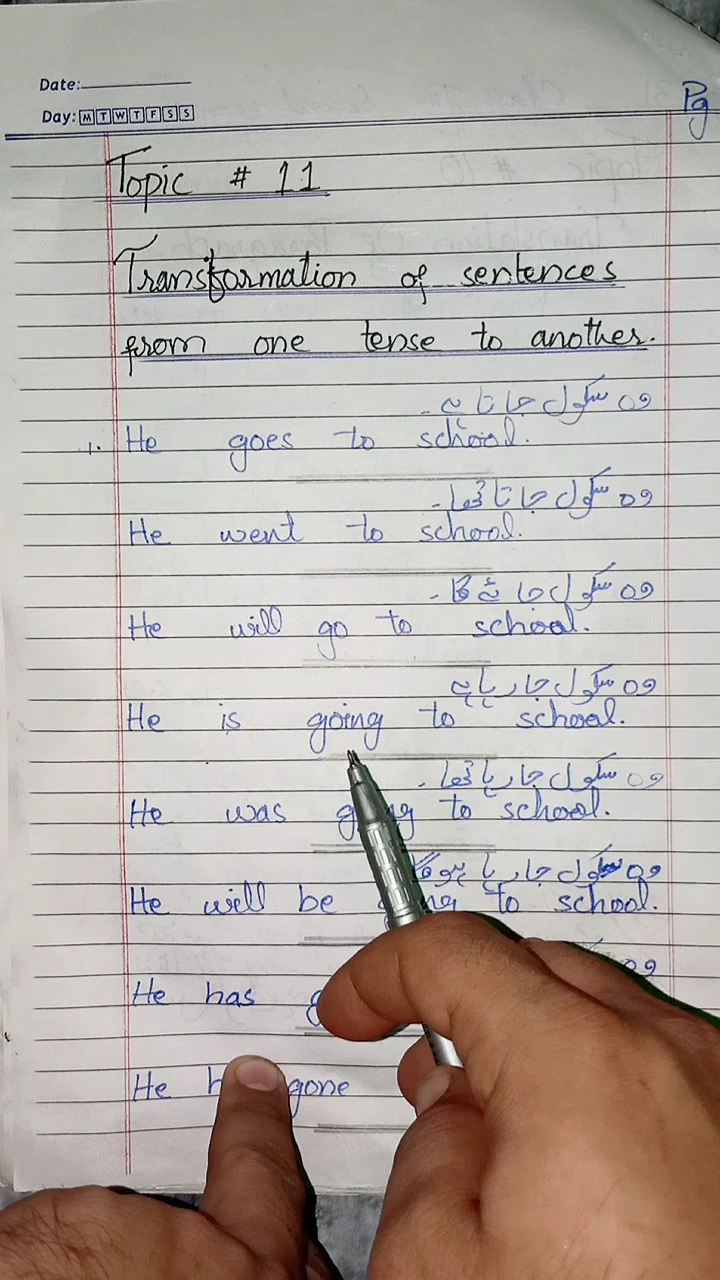 Date:
Day: M T W T F S S
Pg
Topic # 11
Transformation of sentences
from one tense to another.
وہ سکول جاتا ہے۔
1. He goes to school.
وہ سکول جاتا تھا۔
He went to school.
وہ سکول جائے گا۔
He will go to school.
وہ سکول جا رہا ہے
He is going to school.
وہ سکول جا رہا تھا۔
He was going to school.
وہ سکول جا رہا ہوگا
He will be to school.
وہ
He has
He gone